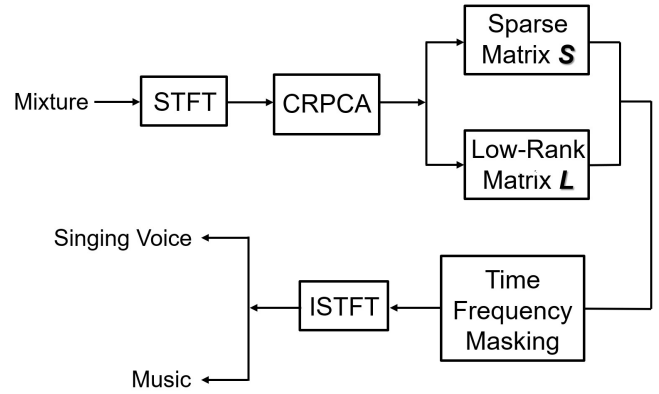 Mixture
STFT
CRPCA
Sparse
Matrix S
Low-Rank
Matrix L
Singing Voice
Music
ISTFT
Time
Frequency
Masking